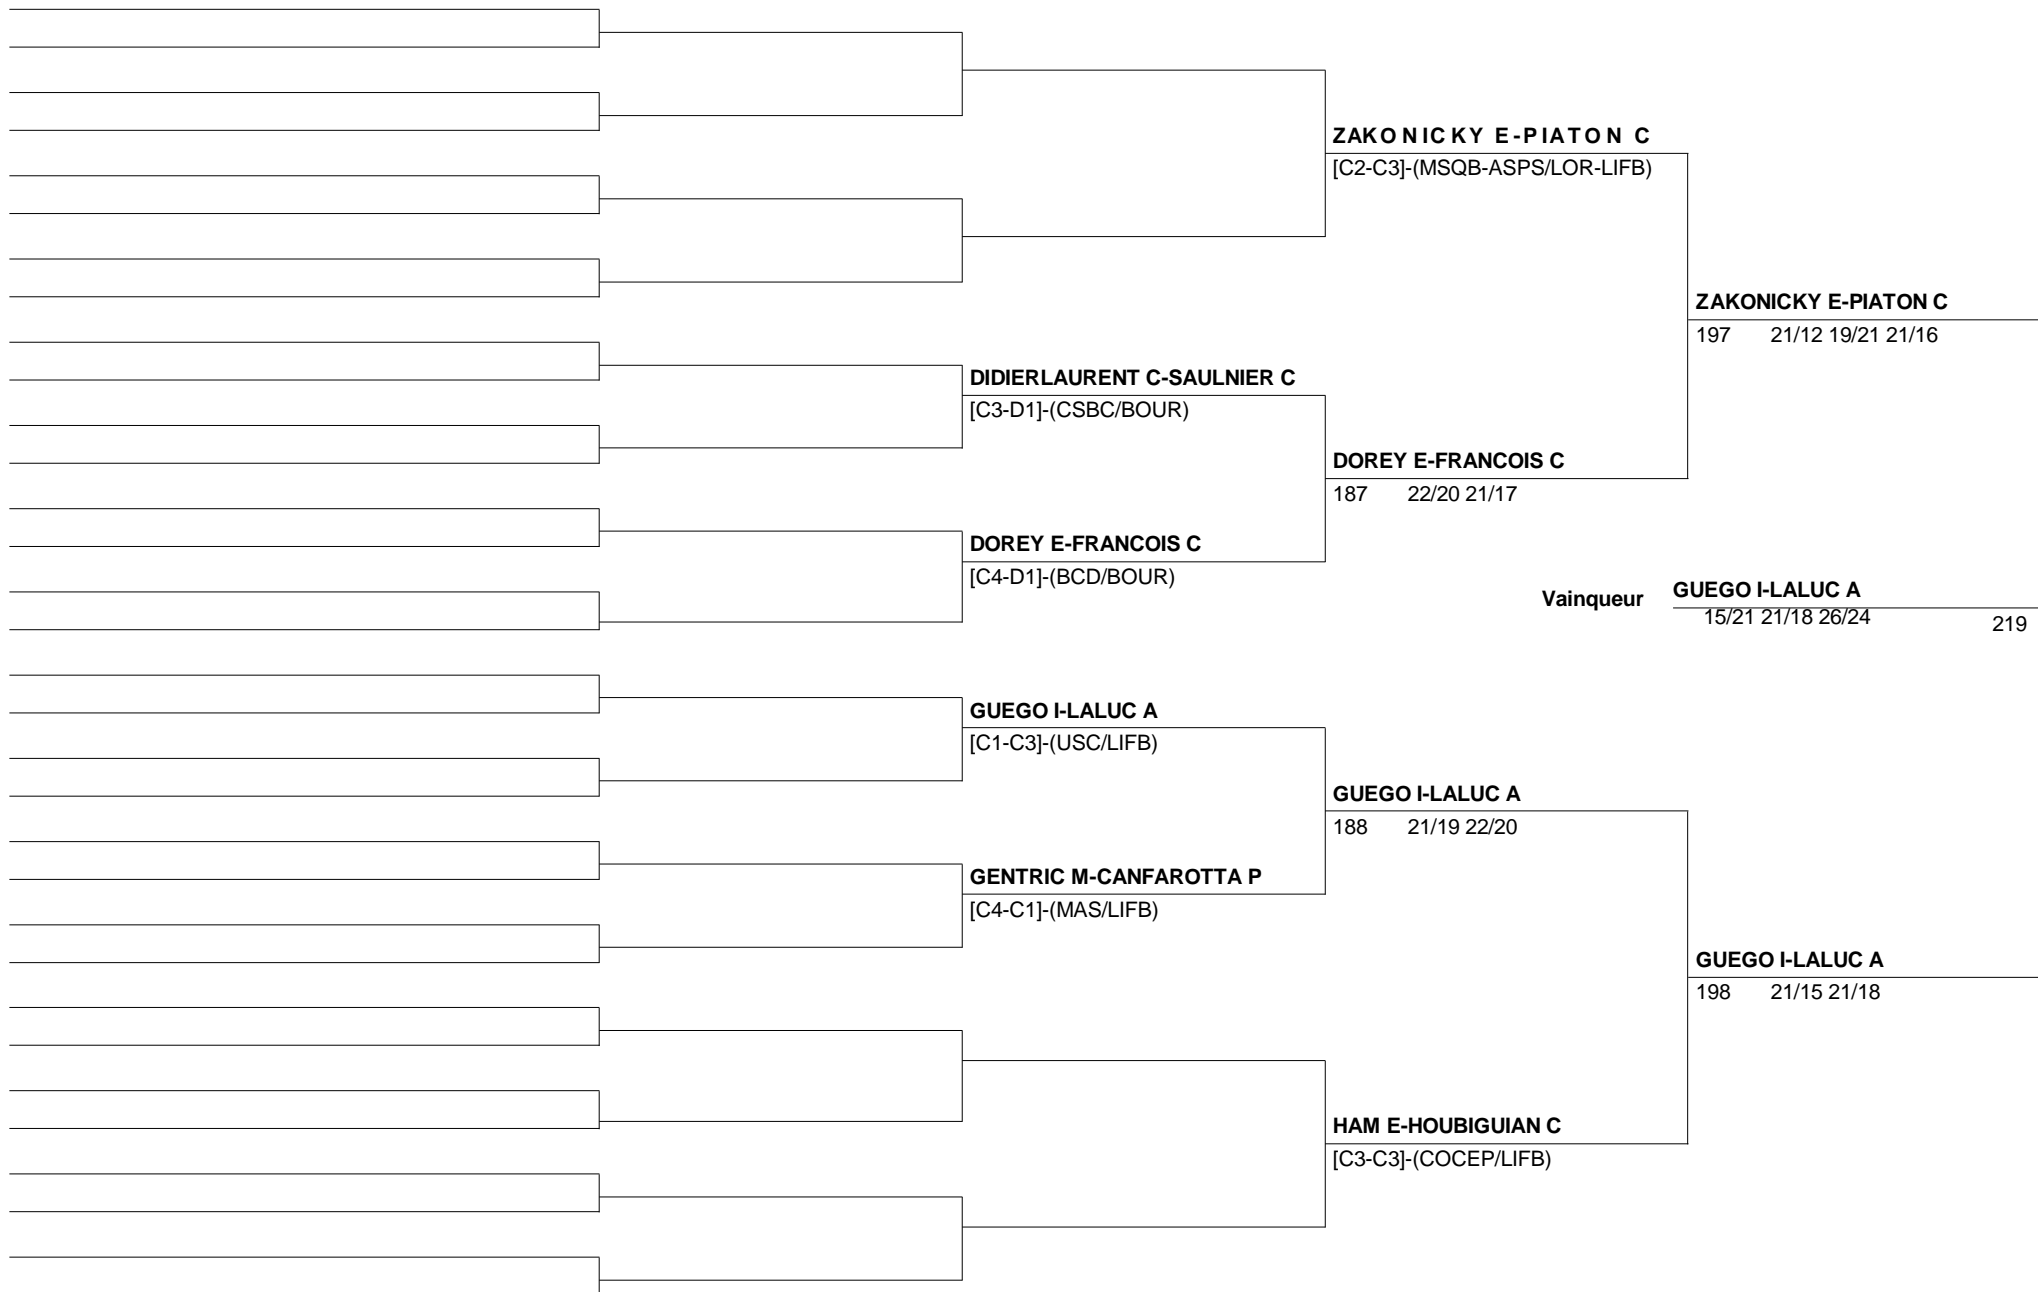 ZAKONICKY E-PIATON C
[C2-C3]-(MSQB-ASPS/LOR-LIFB)
ZAKONICKY E-PIATON C
197 21/12 19/21 21/16
DIDIERLAURENT C-SAULNIER C
[C3-D1]-(CSBC/BOUR)
DOREY E-FRANCOIS C
187 22/20 21/17
DOREY E-FRANCOIS C
[C4-D1]-(BCD/BOUR)
Vainqueur GUEGO I-LALUC A
15/21 21/18 26/24 219
GUEGO I-LALUC A
[C1-C3]-(USC/LIFB)
GUEGO I-LALUC A
188 21/19 22/20
GENTRIC M-CANFAROTTA P
[C4-C1]-(MAS/LIFB)
GUEGO I-LALUC A
198 21/15 21/18
HAM E-HOUBIGUIAN C
[C3-C3]-(COCEP/LIFB)